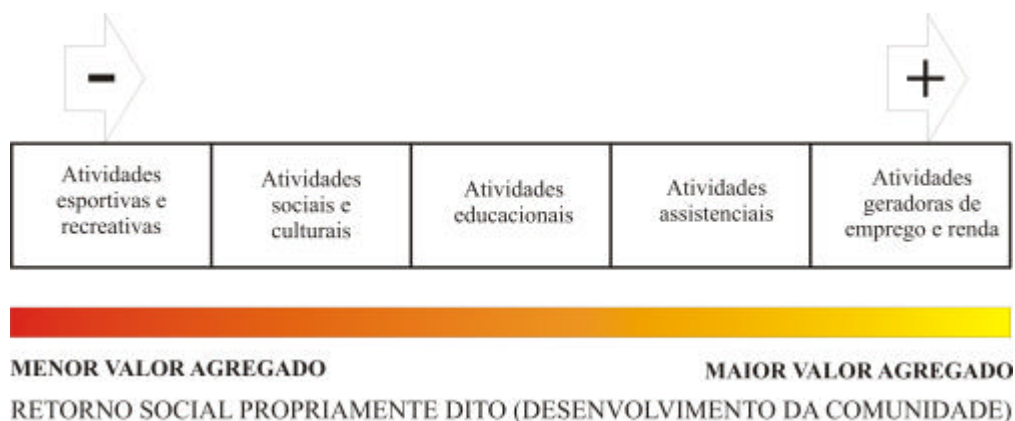 -
+
Atividades
esportivas e
recreativas
Atividades
sociais e
culturais
Atividades
educacionais
Atividades
assistenciais
Atividades
geradoras de
emprego e renda
MENOR VALOR AGREGADO
MAIOR VALOR AGREGADO
RETORNO SOCIAL PROPRIAMENTE DITO (DESENVOLVIMENTO DA COMUNIDADE)